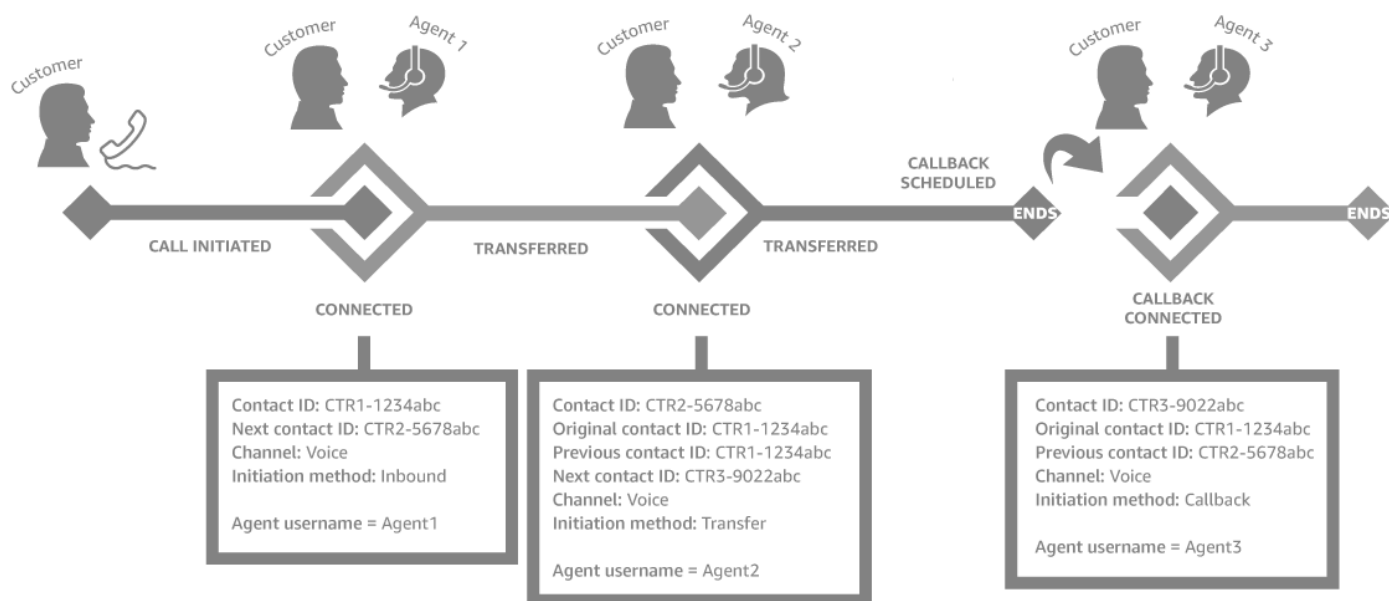 Customer
Customer
Agent 1
Customer
Agent 2
Customer
Agent 3
CALL INITIATED
TRANSFERRED
TRANSFERRED
CALLBACK
SCHEDULED
ENDS
ENDS
CONNECTED
CONNECTED
CALLBACK
CONNECTED
Contact ID: CTR1-1234abc
Next contact ID: CTR2-5678abc
Channel: Voice
Initiation method: Inbound
Agent username = Agent1
Contact ID: CTR2-5678abc
Original contact ID: CTR1-1234abc
Previous contact ID: CTR1-1234abc
Next contact ID: CTR3-9022abc
Channel: Voice
Initiation method: Transfer
Agent username = Agent2
Contact ID: CTR3-9022abc
Original contact ID: CTR1-1234abc
Previous contact ID: CTR2-5678abc
Channel: Voice
Initiation method: Callback
Agent username = Agent3